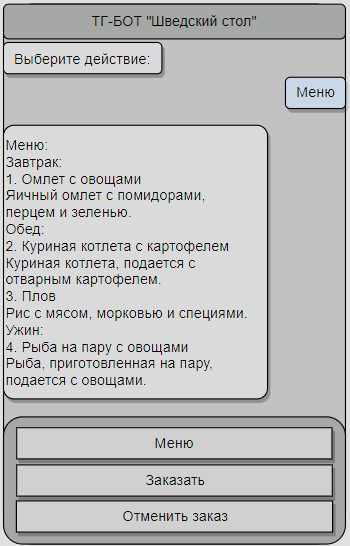 ТГ-БОТ "Шведский стол"
Выберите действие:
Меню
Меню:
Завтрак:
1. Омлет с овощами
Яичный омлет с помидорами,
перцем и зеленью.
Обед:
2. Куриная котлета с картофелем
Куриная котлета, подается с
отварным картофелем.
3. Плов
Рис с мясом, морковью и специями.
Ужин:
4. Рыба на пару с овощами
Рыба, приготовленная на пару,
подается с овощами.
Меню
Заказать
Отменить заказ